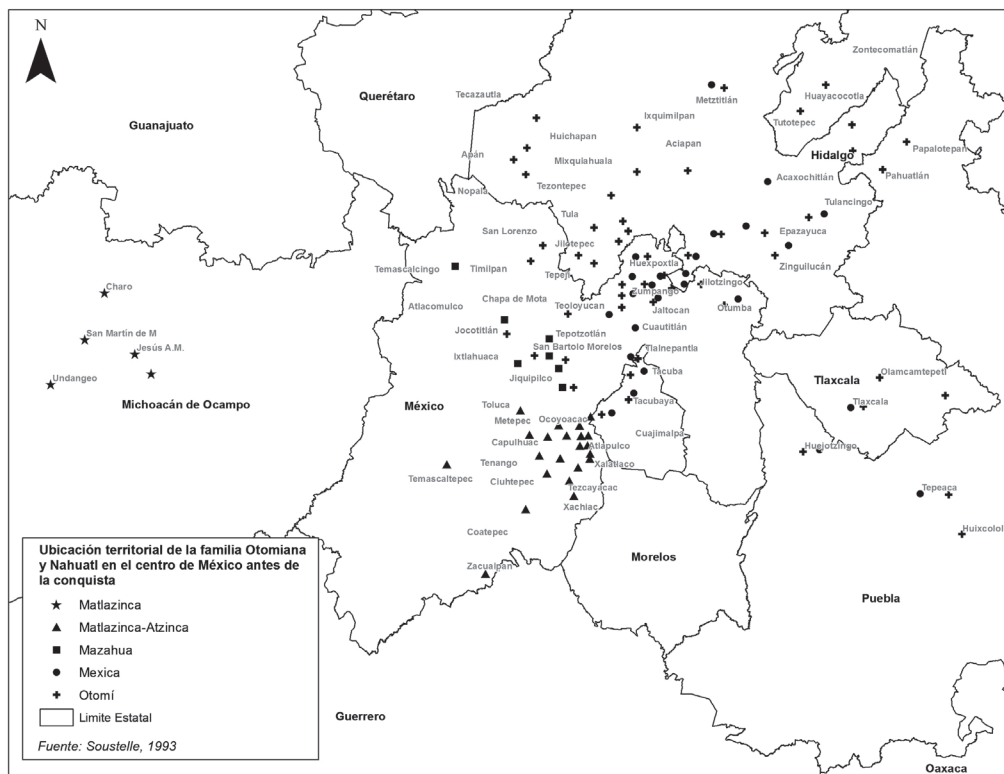 N
Zontecomatlán
Tecazautla
Querétaro
Metztitlán
Huayacocotla
Guanajuato
Ixquimilpan
Tutotepec
Huichapan
Aciapan
Hidalgo
Papalotepan
Apán
Mixquiahuala
Pahuatlán
Acaxochitlán
Nopala
Tezontepec
Tulancingo
Tula
San Lorenzo
Epazayuca
Jilotepec
Zinguilucán
Huexpoxtla
Temascalcingo
Timilpan
Tepeji
Jilotzingo
Charo
Zumpango
Chapa de Mota
Teoloyucan
Jaltocan
Otumba
Atlacomulco
Cuautitlán
San Martín de M
Jocotitlán
Tepotzotlán
Jesús A.M.
San Bartolo Morelos
Tlalnepantla
Ixtlahuaca
Tacuba
Olamcamtepetl
Undangeo
Jiquipilco
Tlaxcala
Michoacán de Ocampo
México
Toluca
Tacubaya
Tlaxcala
Metepec
Ocoyoacac
Cuajimalpa
Capulhuac
Atlapulco
Huejotzingo
Tenango
Xalatlaco
Temascaltepec
Ciuhtepec
Tezcayacac
Tepeaca
Xachiac
Coatepec
Huixcolol
Morelos
Zacualpan
Puebla
Guerrero
Oaxaca
Ubicación territorial de la familia Otomiana
y Nahuatl en el centro de México antes de
la conquista
Matlazinca
Matlazinca-Atzinca
Mazahua
Mexica
Otomí
Limite Estatal
Fuente: Soustelle, 1993